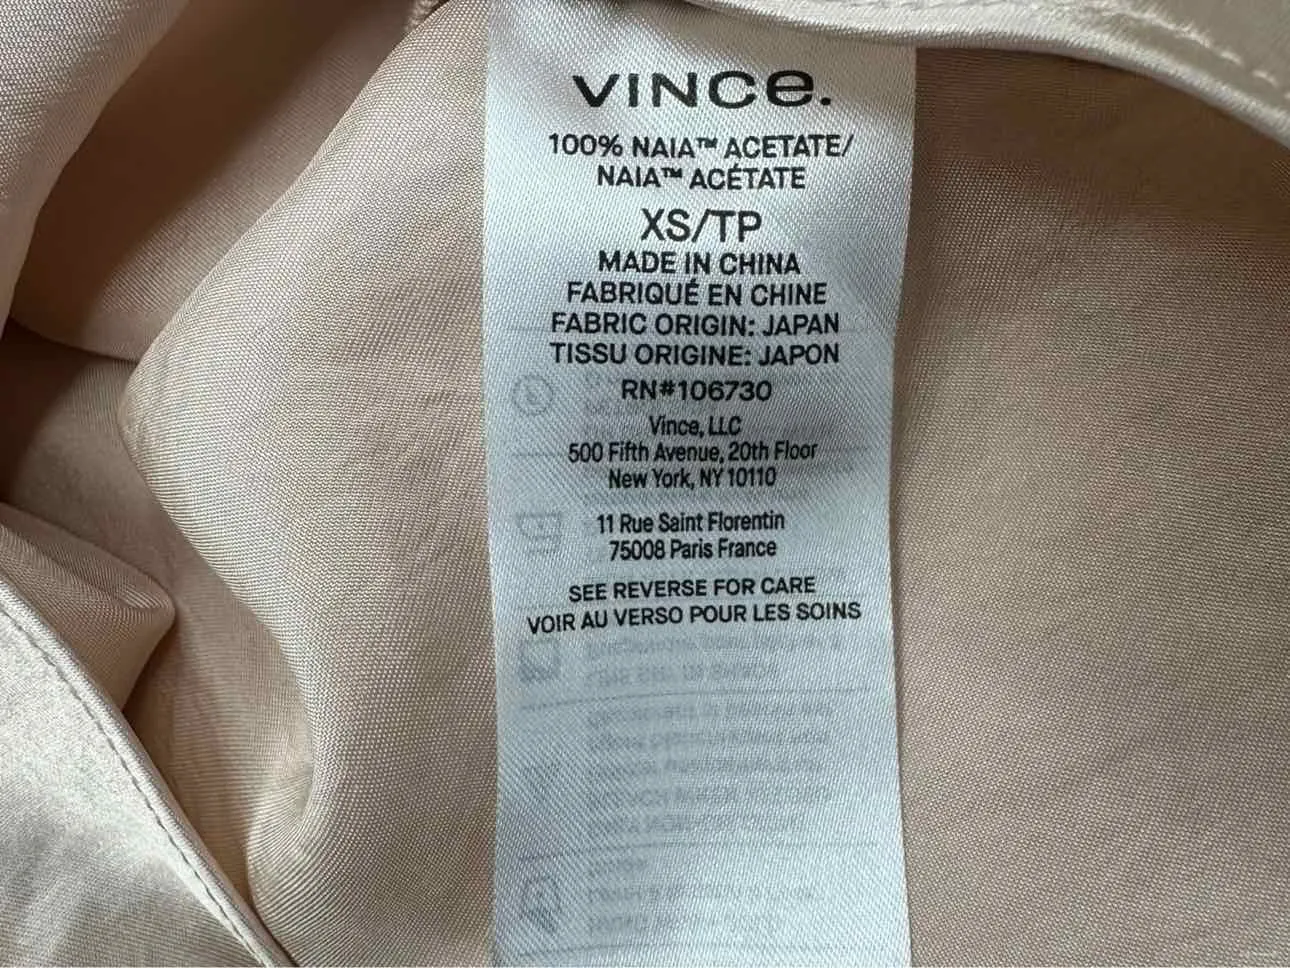 VINCE.
100% NAIA™ ACETATE/
NAIA™ ACÉTATE
XS/TP
MADE IN CHINA
FABRIQUÉ EN CHINE
FABRIC ORIGIN: JAPAN
TISSU ORIGINE: JAPON
RN#106730
Vince, LLC
500 Fifth Avenue, 20th Floor
New York, NY 10110
11 Rue Saint Florentin
75008 Paris France
SEE REVERSE FOR CARE
VOIR AU VERSO POUR LES SOINS